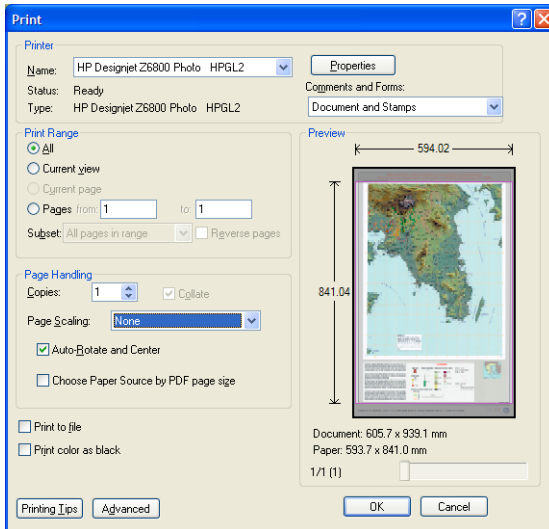 Print
Printer
Name: HP Designjet Z6800 Photo HPGL2
Properties
Status: Ready
Comments and Forms:
Type: HP Designjet Z6800 Photo HPGL2
Document and Stamps
Print Range
All
Current view
Current page
Pages from: 1 to: 1
Subset: All pages in range
Reverse pages
Page Handling
Copies: 1
Collate
Page Scaling: None
Auto-Rotate and Center
Choose Paper Source by PDF page size
Print to file
Print color as black
Preview
594.02
841.04
Document: 605.7 x 939.1 mm
Paper: 593.7 x 841.0 mm
1/1 (1)
Printing Tips
Advanced
OK
Cancel